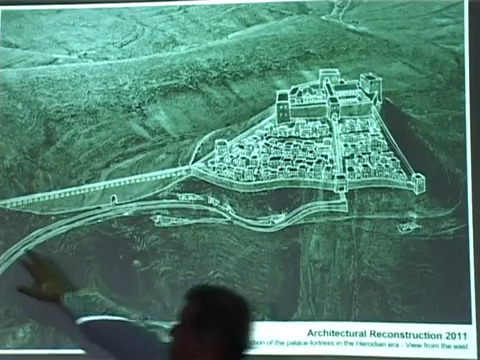 Architectural Reconstruction 2011
of the palace-fortress in the Herodian era - View from the east